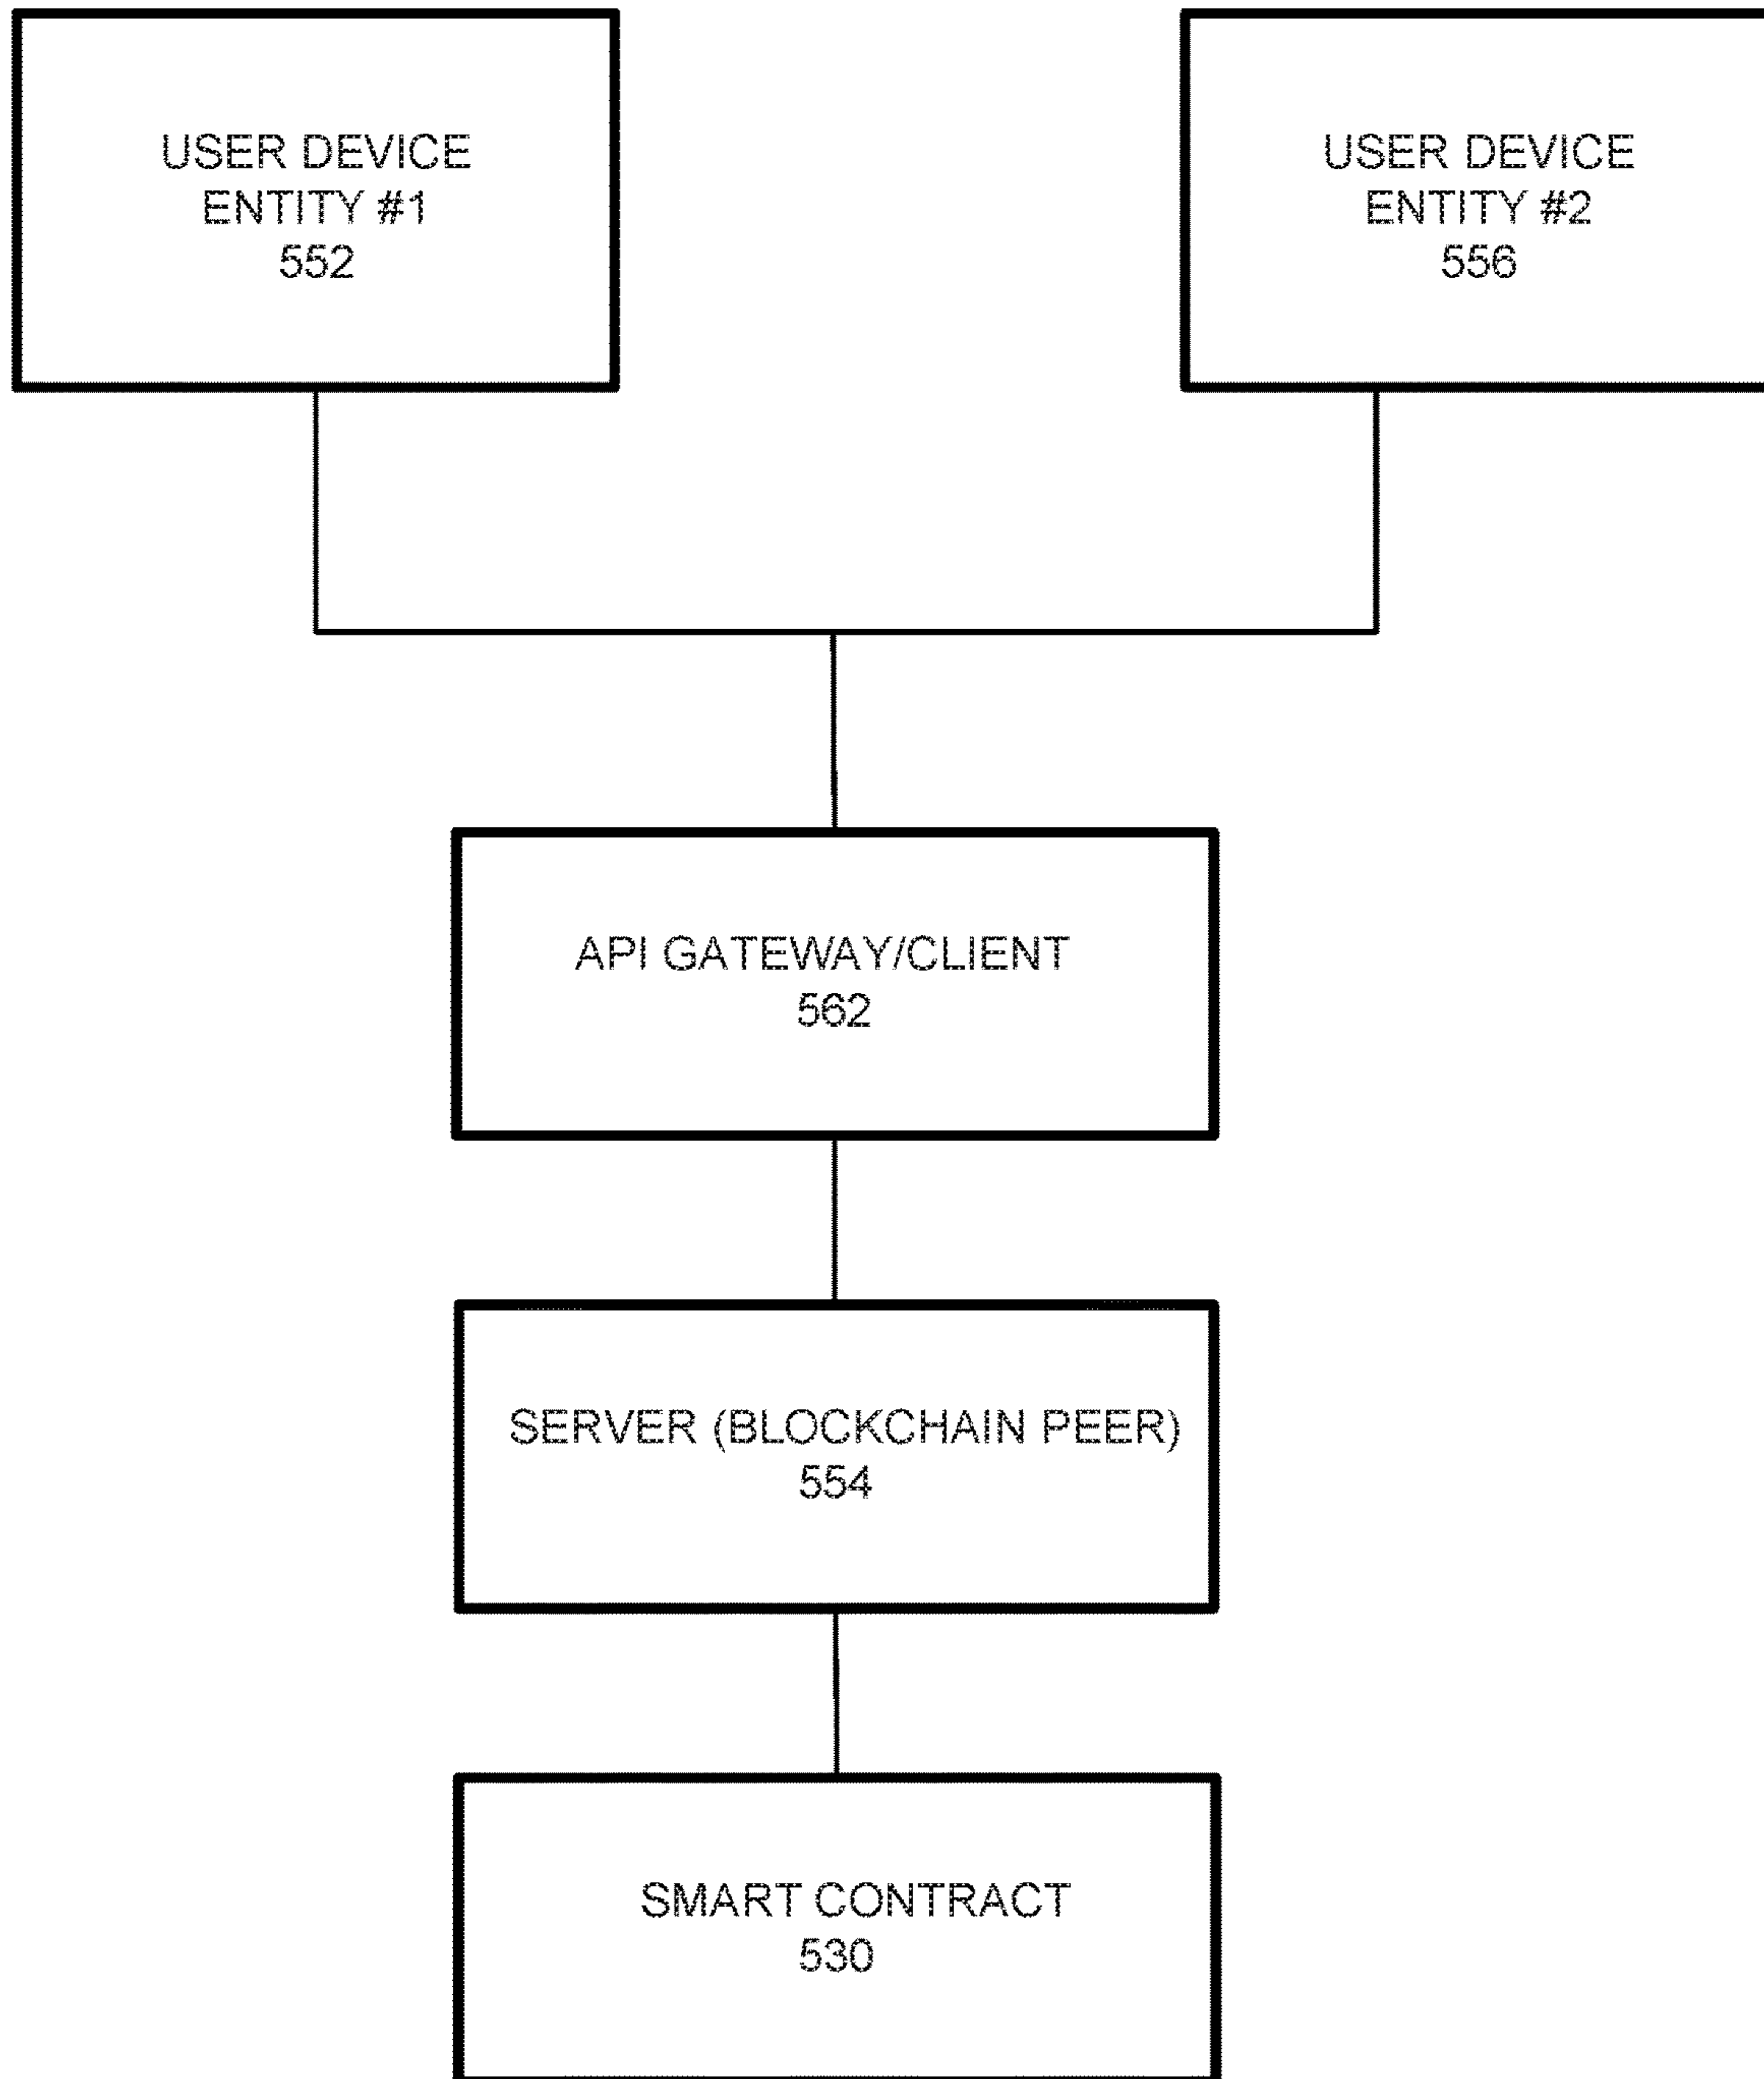 USER DEVICE
ENTITY #1
552
USER DEVICE
ENTITY #2
556
API GATEWAY/CLIENT
562
SERVER (BLOCKCHAIN PEER)
554
SMART CONTRACT
530